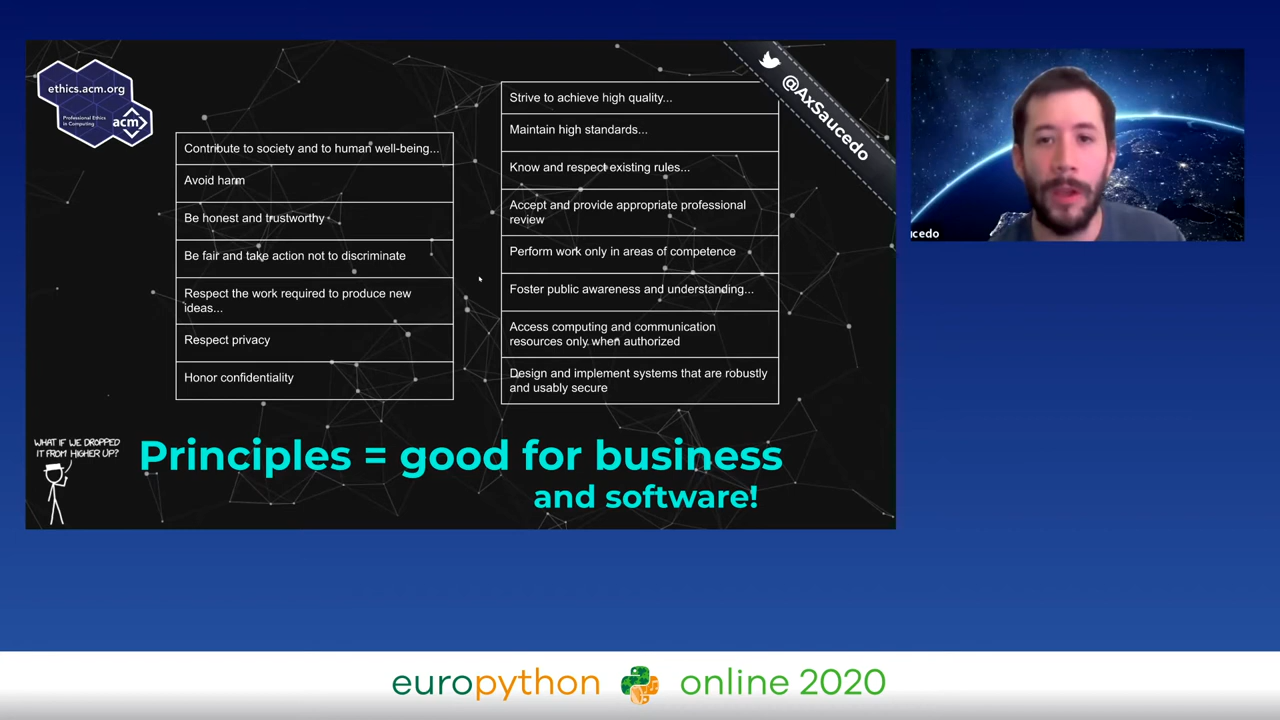 ethics.acm.org
Professional Ethics
in Computing
acm
@AxSaucedo
Contribute to society and to human well-being...
Avoid harm
Be honest and trustworthy
Be fair and take action not to discriminate
Respect the work required to produce new
ideas...
Respect privacy
Honor confidentiality
Strive to achieve high quality...
Maintain high standards...
Know and respect existing rules...
Accept and provide appropriate professional
review
Perform work only in areas of competence
Foster public awareness and understanding...
Access computing and communication
resources only when authorized
Design and implement systems that are robustly
and usably secure
WHAT IF WE DROPPED
IT FROM HIGHER UP?
Principles = good for business
and software!
ucedo
europython online 2020